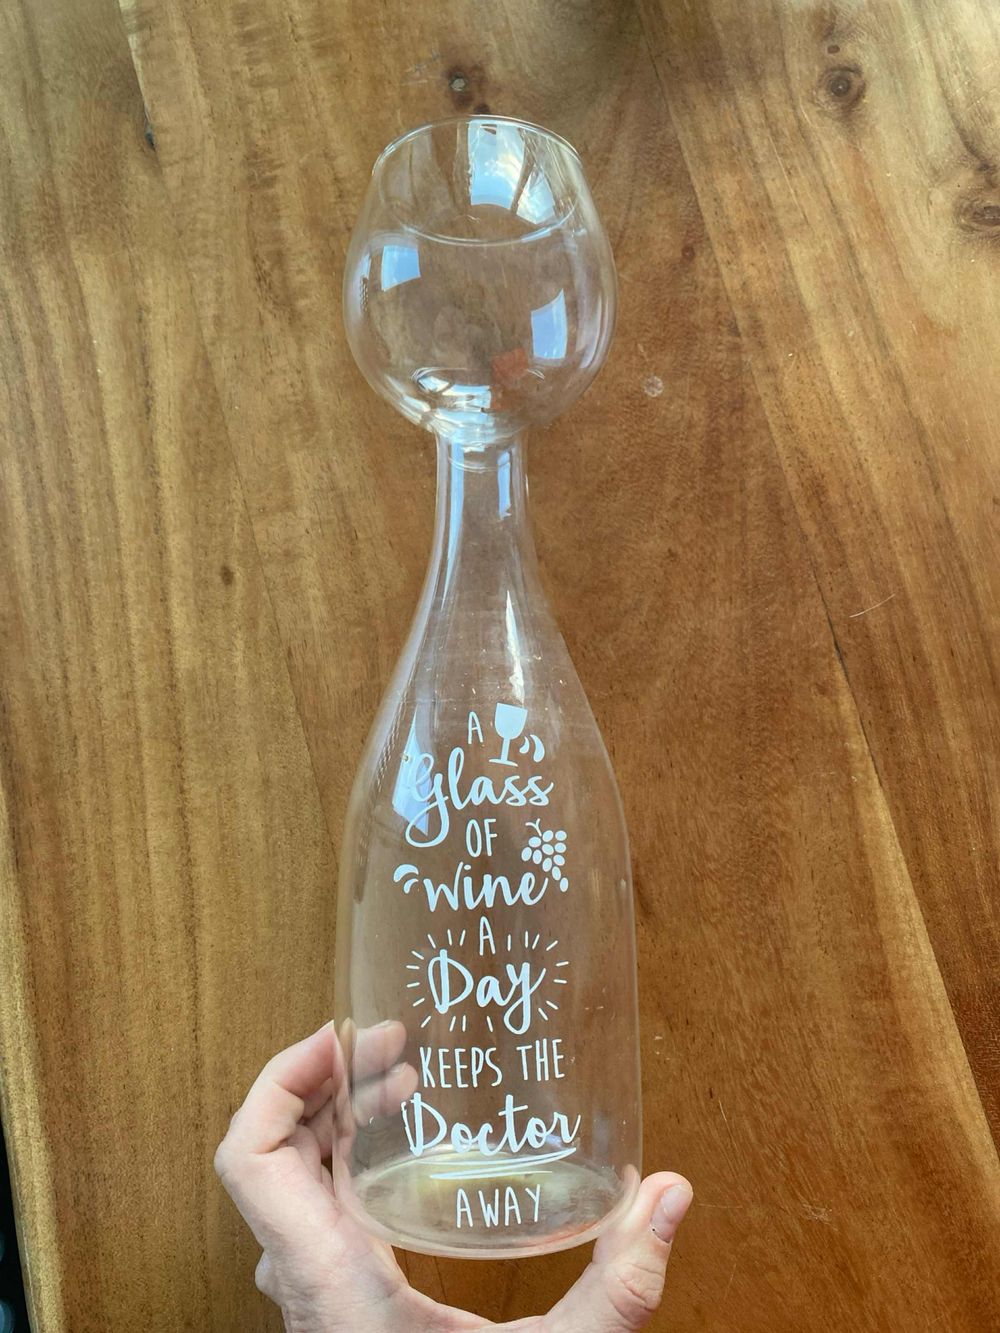 A
Glass
OF
Wine
A
Day
KEEPS THE
Doctor
AWAY